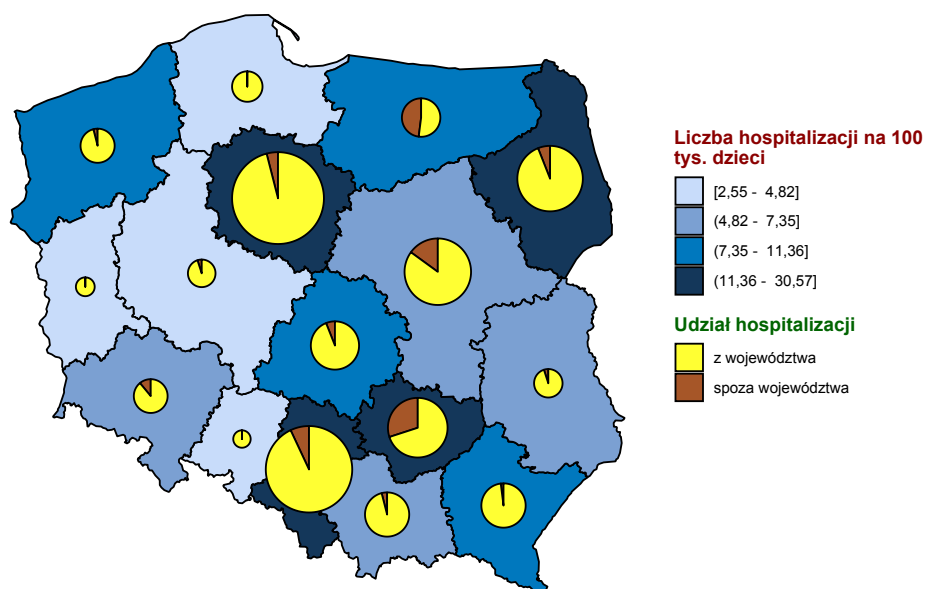 Liczba hospitalizacji na 100
tys. dzieci
[2,55 - 4,82]
(4,82 - 7,35]
(7,35 - 11,36]
(11,36 - 30,57]
Udział hospitalizacji
z województwa
spoza województwa